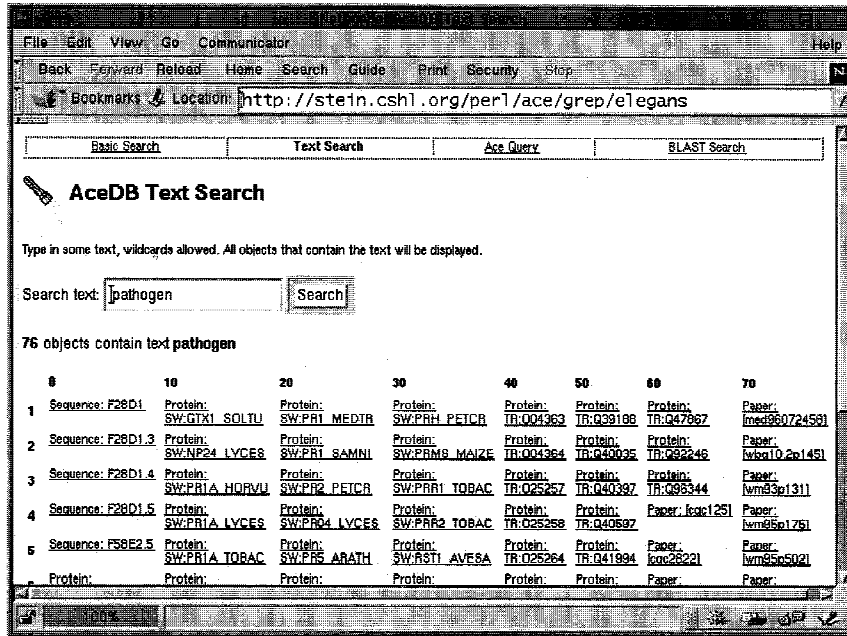 File Edit View Go Communicator Help
Back Forward Reload Home Search Guide Print Security Stop
Bookmarks Location: http://stein.cshl.org/perl/ace/grep/elegans
Basic Search Text Search Ace Query BLAST Search
AceDB Text Search
Type in some text, wildcards allowed. All objects that contain the text will be displayed.
Search text: pathogen Search
76 objects contain text pathogen
0 10 20 30 40 50 60 70
1 Sequence: F28D1 Protein: Protein: Protein: Protein: Protein: Protein: Paper:
SW:GTX1_SOLTU SW:PR1_MEDTR SW:PRH_PETCR TR:O04363 TR:Q39188 TR:Q47867 [med96072456]
2 Sequence: F28D1.3 Protein: Protein: Protein: Protein: Protein: Protein: Paper:
SW:NP24_LYCES SW:PR1_SAMNI SW:PRMS_MAIZE TR:O04364 TR:Q40035 TR:Q92246 [wbg10.2p145]
3 Sequence: F28D1.4 Protein: Protein: Protein: Protein: Protein: Protein: Paper:
SW:PR1A_HORVU SW:PR2_PETCR SW:PRR1_TOBAC TR:O25257 TR:Q40397 TR:Q96344 [wm93p131]
4 Sequence: F28D1.5 Protein: Protein: Protein: Protein: Protein: Paper: [cgc125] Paper:
SW:PR1A_LYCES SW:PR04_LYCES SW:PRR2_TOBAC TR:O25258 TR:Q40597 [wm95p175]
5 Sequence: F58E2.5 Protein: Protein: Protein: Protein: Protein: Paper: Paper:
SW:PR1A_TOBAC SW:PR5_ARATH SW:RST1_AVESA TR:O25264 TR:Q41994 [cgc2622] [wm95p502]
Protein: Protein: Protein: Protein: Protein: Protein: Paper: Paper:
100%